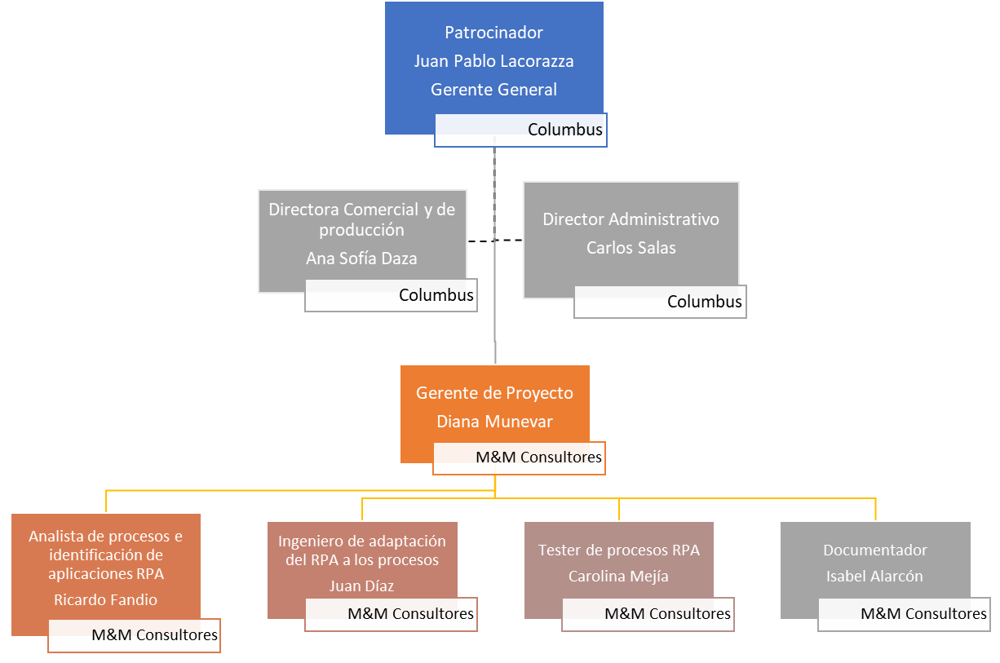 Patrocinador
Juan Pablo Lacorazza
Gerente General
Columbus
Directora Comercial y de
producción
Ana Sofía Daza
Columbus
Director Administrativo
Carlos Salas
Columbus
Gerente de Proyecto
Diana Munevar
M&M Consultores
Analista de procesos e
identificación de
aplicaciones RPA
Ricardo Fandio
M&M Consultores
Ingeniero de adaptación
del RPA a los procesos
Juan Díaz
M&M Consultores
Tester de procesos RPA
Carolina Mejía
M&M Consultores
Documentador
Isabel Alarcón
M&M Consultores